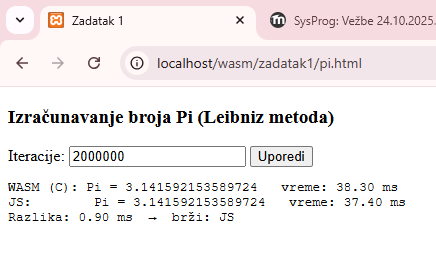 Zadatak 1
SysProg: Vežbe 24.10.2025.
localhost/wasm/zadatak1/pi.html
Izračunavanje broja Pi (Leibniz metoda)
Iteracije: 2000000 Uporedi
WASM (C): Pi = 3.141592153589724 vreme: 38.30 ms
JS: Pi = 3.141592153589724 vreme: 37.40 ms
Razlika: 0.90 ms → brži: JS